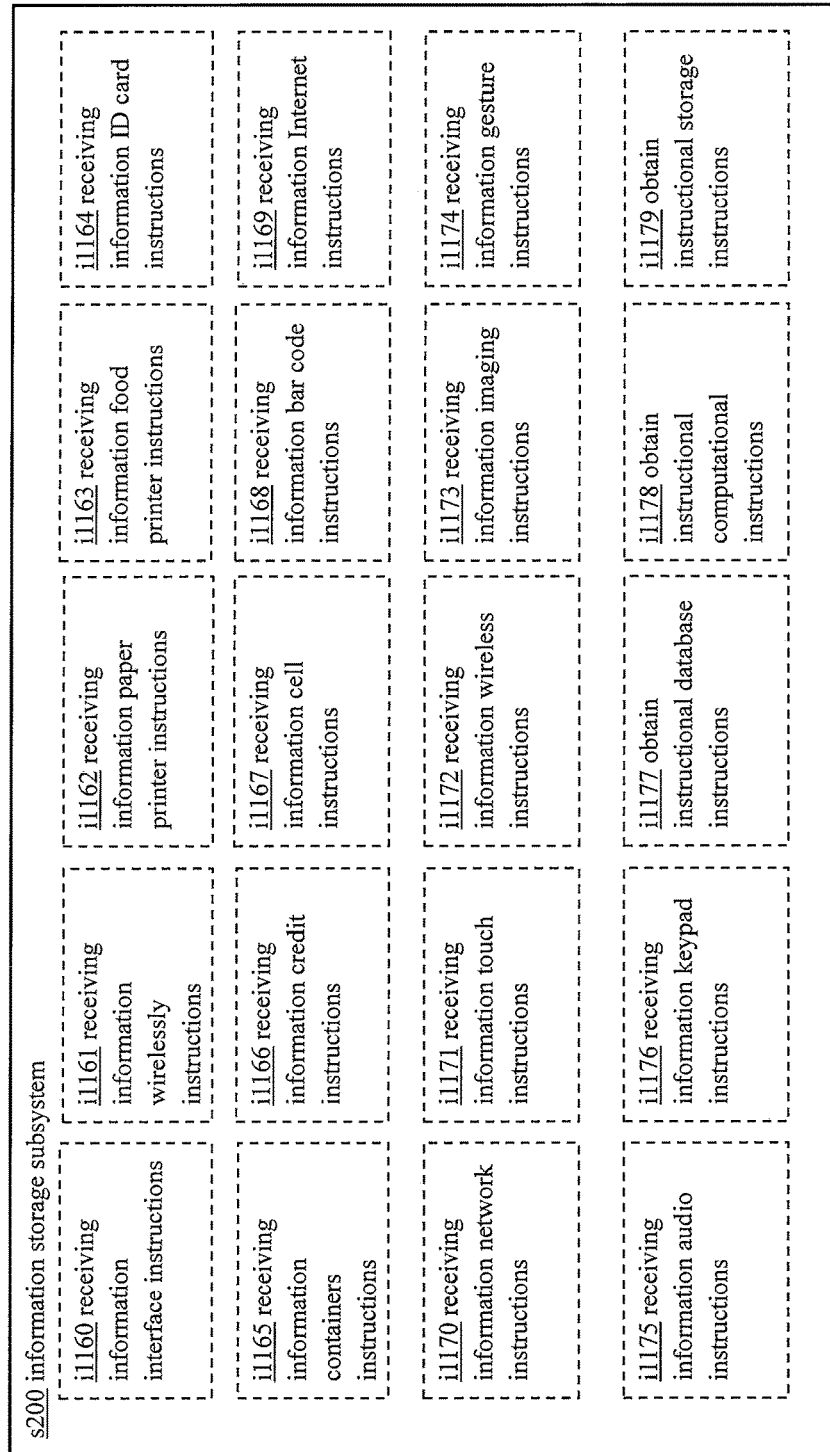 s200 information storage subsystem
i1160 receiving
information
interface instructions
i1161 receiving
information
wirelessly
instructions
i1162 receiving
information paper
printer instructions
i1163 receiving
information food
printer instructions
i1164 receiving
information ID card
instructions
i1165 receiving
information
containers
instructions
i1166 receiving
information credit
instructions
i1167 receiving
information cell
instructions
i1168 receiving
information bar code
instructions
i1169 receiving
information Internet
instructions
i1170 receiving
information network
instructions
i1171 receiving
information touch
instructions
i1172 receiving
information wireless
instructions
i1173 receiving
information imaging
instructions
i1174 receiving
information gesture
instructions
i1175 receiving
information audio
instructions
i1176 receiving
information keypad
instructions
i1177 obtain
instructional database
instructions
i1178 obtain
instructional
computational
instructions
i1179 obtain
instructional storage
instructions